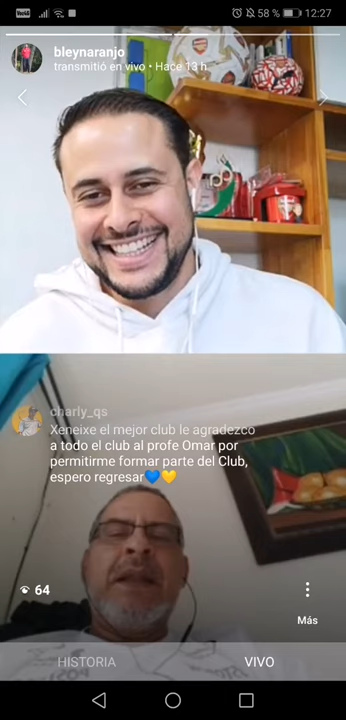 58 % 12:27
bleynaranjo
transmitió en vivo • Hace 13 h
charly_qs
Xeneixe el mejor club le agradezco
a todo el club al profe Omar por
permitirme formar parte del Club,
espero regresar💙💛
64
Más
HISTORIA
VIVO